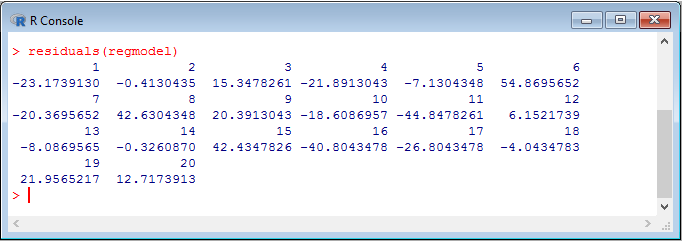 R Console
> residuals(regmodel)
1 2 3 4 5 6
-23.1739130 -0.4130435 15.3478261 -21.8913043 -7.1304348 54.8695652
7 8 9 10 11 12
-20.3695652 42.6304348 20.3913043 -18.6086957 -44.8478261 6.1521739
13 14 15 16 17 18
-8.0869565 -0.3260870 42.4347826 -40.8043478 -26.8043478 -4.0434783
19 20
21.9565217 12.7173913
>